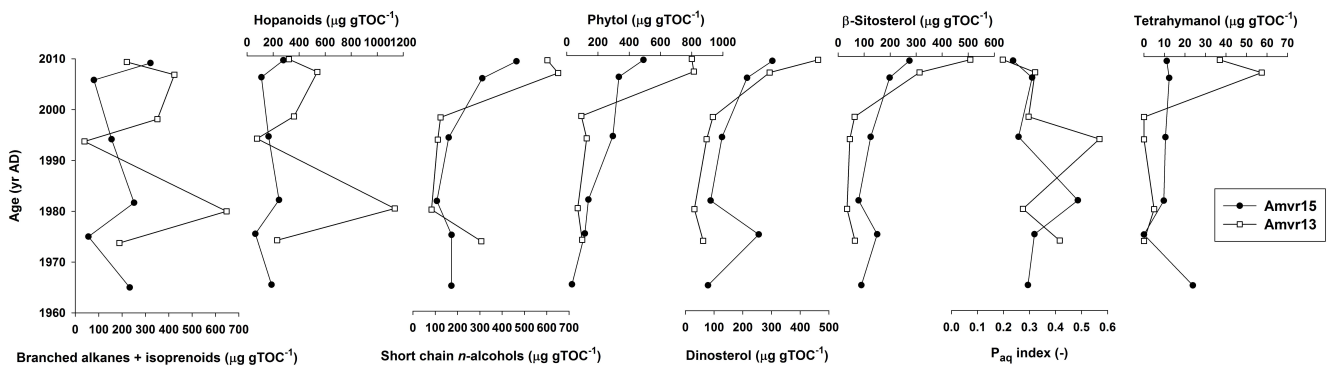 Hopanoids (µg gTOC⁻¹)
Phytol (µg gTOC⁻¹)
β-Sitosterol (µg gTOC⁻¹)
Tetrahymanol (µg gTOC⁻¹)
0 200 400 600 800 1000 1200
0 200 400 600 800 1000
0 100 200 300 400 500 600
0 10 20 30 40 50 60 70
Age (yr AD)
2010
2000
1990
1980
1970
1960
Amvr15
Amvr13
0 100 200 300 400 500 600 700
0 100 200 300 400 500 600 700
0 100 200 300 400 500
0.0 0.1 0.2 0.3 0.4 0.5 0.6
Branched alkanes + isoprenoids (µg gTOC⁻¹)
Short chain n-alcohols (µg gTOC⁻¹)
Dinosterol (µg gTOC⁻¹)
Paq index (-)